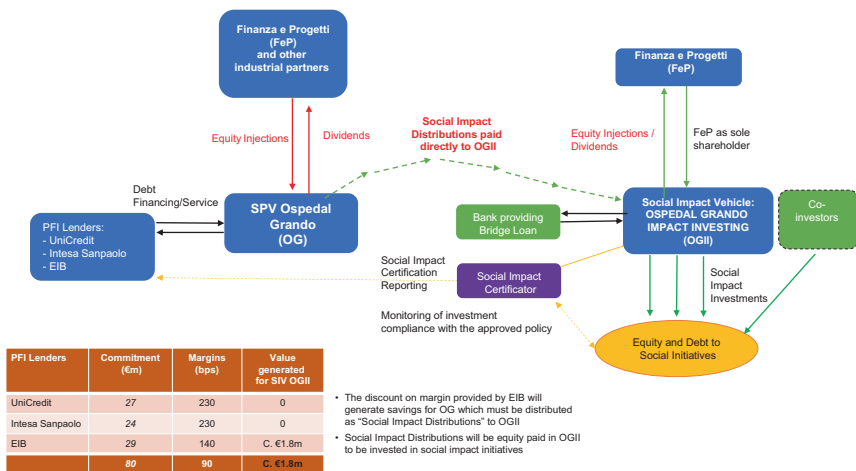 Finanza e Progetti
(FeP)
and other
industrial partners
Finanza e Progetti
(FeP)
Equity Injections
Dividends
Social Impact
Distributions paid
directly to OGII
Equity Injections /
Dividends
FeP as sole
shareholder
Debt
Financing/Service
SPV Ospedal
Grando
(OG)
PFI Lenders:
- UniCredit
- Intesa Sanpaolo
- EIB
Bank providing
Bridge Loan
Social Impact Vehicle:
OSPEDAL GRANDO
IMPACT INVESTING
(OGII)
Co-
investors
Social Impact
Certification
Reporting
Social Impact
Certificator
Social
Impact
Investments
Monitoring of investment
compliance with the approved policy
Equity and Debt to
Social Initiatives
PFI Lenders Commitment Margins Value
(€m) (bps) generated
for SIV OGII
UniCredit 27 230 0
Intesa Sanpaolo 24 230 0
EIB 29 140 C. €1.8m
80 90 C. €1.8m
• The discount on margin provided by EIB will
generate savings for OG which must be distributed
as “Social Impact Distributions” to OGII
• Social Impact Distributions will be equity paid in OGII
to be invested in social impact initiatives